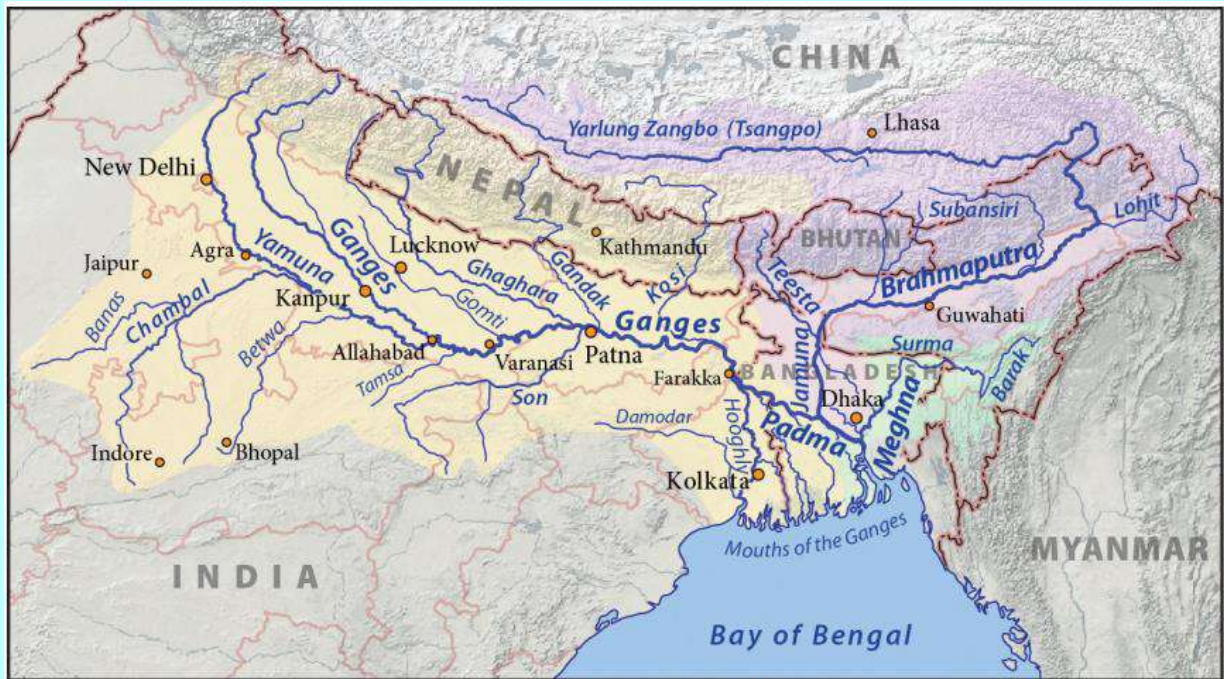 CHINA
Yarlung Zangbo (Tsangpo)
Lhasa
New Delhi
NEPAL
Subansiri
Lohit
BHUTAN
Kathmandu
Agra
Yamuna
Ganges
Lucknow
Ghaghara
Gandak
Kosi
Teesta
Brahmaputra
Jaipur
Banas
Chambal
Kanpur
Gomti
Ganges
Guwahati
Betwa
Allahabad
Varanasi
Patna
Jamuna
Surma
Barak
Tamsa
Farakka
BANGLADESH
Son
Dhaka
Damodar
Hooghly
Padma
Meghna
Indore
Bhopal
Kolkata
Mouths of the Ganges
INDIA
MYANMAR
Bay of Bengal